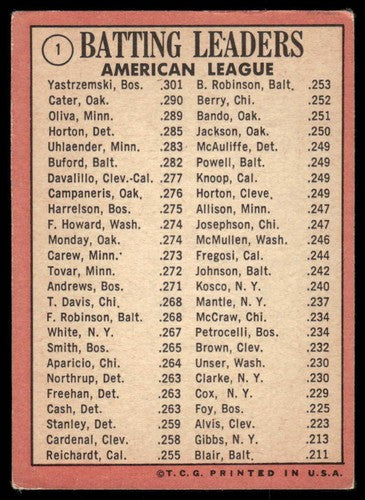 1
BATTING LEADERS
AMERICAN LEAGUE
Yastrzemski, Bos. .301
Cater, Oak. .290
Oliva, Minn. .289
Horton, Det. .285
Uhlaender, Minn. .283
Buford, Balt. .282
Davalillo, Clev.-Cal. .277
Campaneris, Oak. .276
Harrelson, Bos. .275
F. Howard, Wash. .274
Monday, Oak. .274
Carew, Minn. .273
Tovar, Minn. .272
Andrews, Bos. .271
T. Davis, Chi. .268
F. Robinson, Balt. .268
White, N. Y. .267
Smith, Bos. .265
Aparicio, Chi. .264
Northrup, Det. .263
Freehan, Det. .263
Cash, Det. .263
Stanley, Det. .259
Cardenal, Clev. .258
Reichardt, Cal. .255
B. Robinson, Balt. .253
Berry, Chi. .252
Bando, Oak. .251
Jackson, Oak. .250
McAuliffe, Det. .249
Powell, Balt. .249
Knoop, Cal. .249
Horton, Cleve. .249
Allison, Minn. .247
Josephson, Chi. .247
McMullen, Wash. .246
Fregosi, Cal. .244
Johnson, Balt. .242
Kosco, N. Y. .240
Mantle, N. Y. .237
McCraw, Chi. .234
Petrocelli, Bos. .234
Brown, Clev. .232
Unser, Wash. .230
Clarke, N. Y. .230
Cox, N. Y. .229
Foy, Bos. .225
Alvis, Clev. .223
Gibbs, N. Y. .213
Blair, Balt. .211
©T.C.G. PRINTED IN U.S.A.